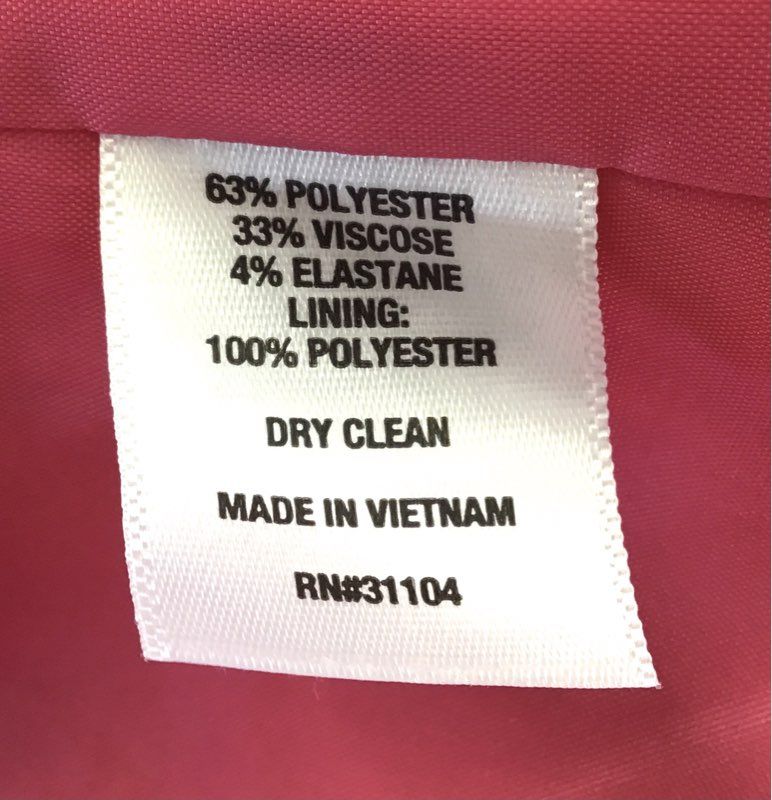 63% POLYESTER
33% VISCOSE
4% ELASTANE
LINING:
100% POLYESTER
DRY CLEAN
MADE IN VIETNAM
RN#31104